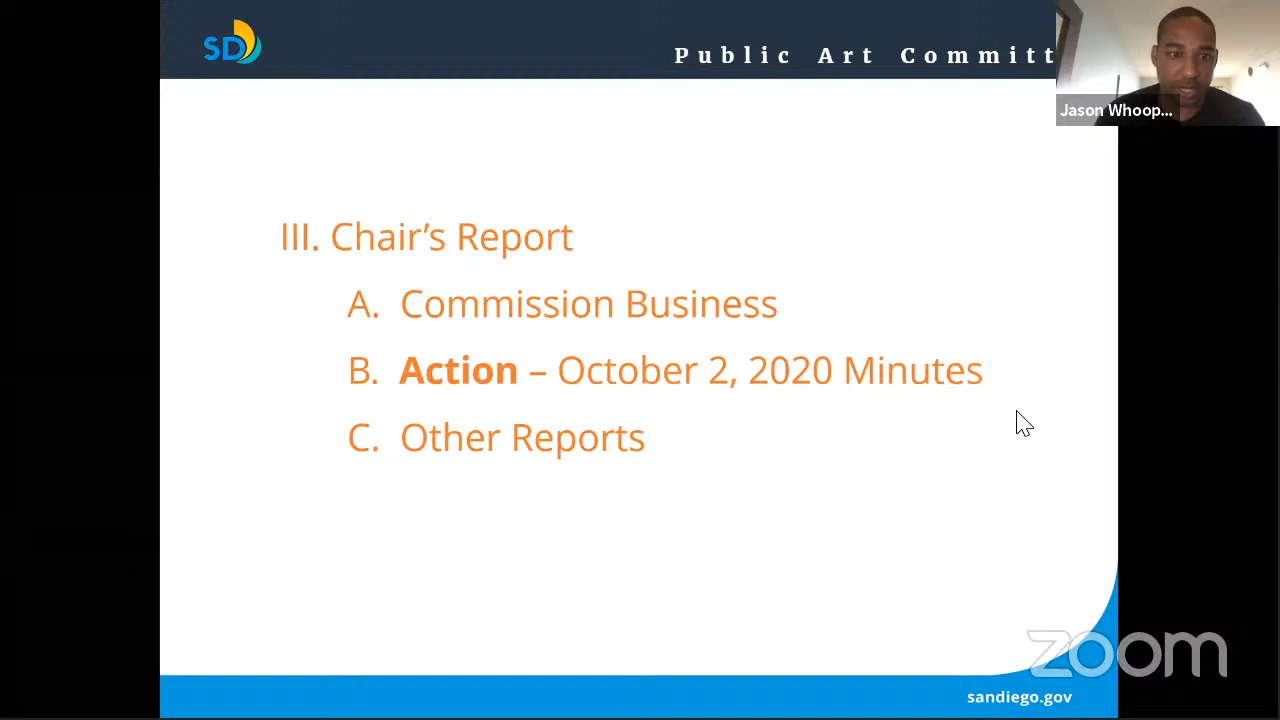 SD
Public Art Committ
Jason Whoop...
III. Chair's Report
A. Commission Business
B. Action – October 2, 2020 Minutes
C. Other Reports
zoom
sandiego.gov